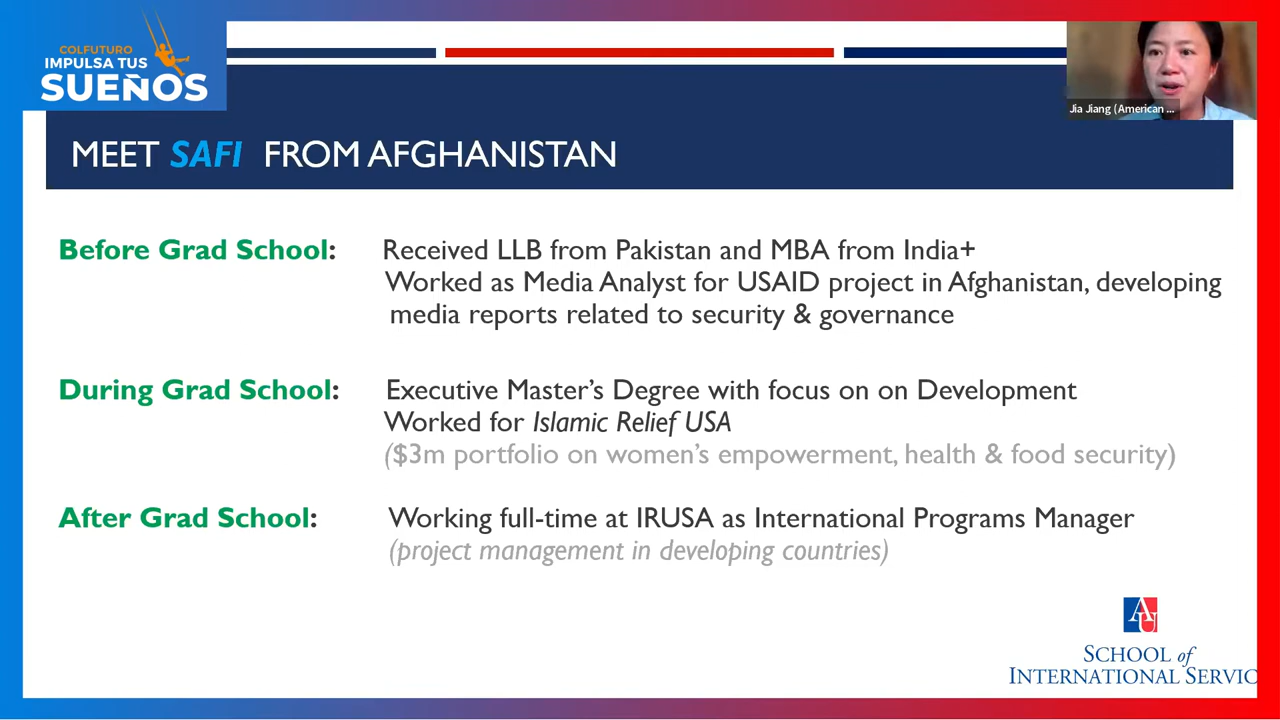 COLFUTURO
IMPULSA TUS
SUEÑOS
Jia Jiang (American ...
MEET SAFI FROM AFGHANISTAN
Before Grad School: Received LLB from Pakistan and MBA from India+
Worked as Media Analyst for USAID project in Afghanistan, developing
media reports related to security & governance
During Grad School: Executive Master's Degree with focus on on Development
Worked for Islamic Relief USA
($3m portfolio on women's empowerment, health & food security)
After Grad School: Working full-time at IRUSA as International Programs Manager
(project management in developing countries)
AU
SCHOOL of
INTERNATIONAL SERVIC